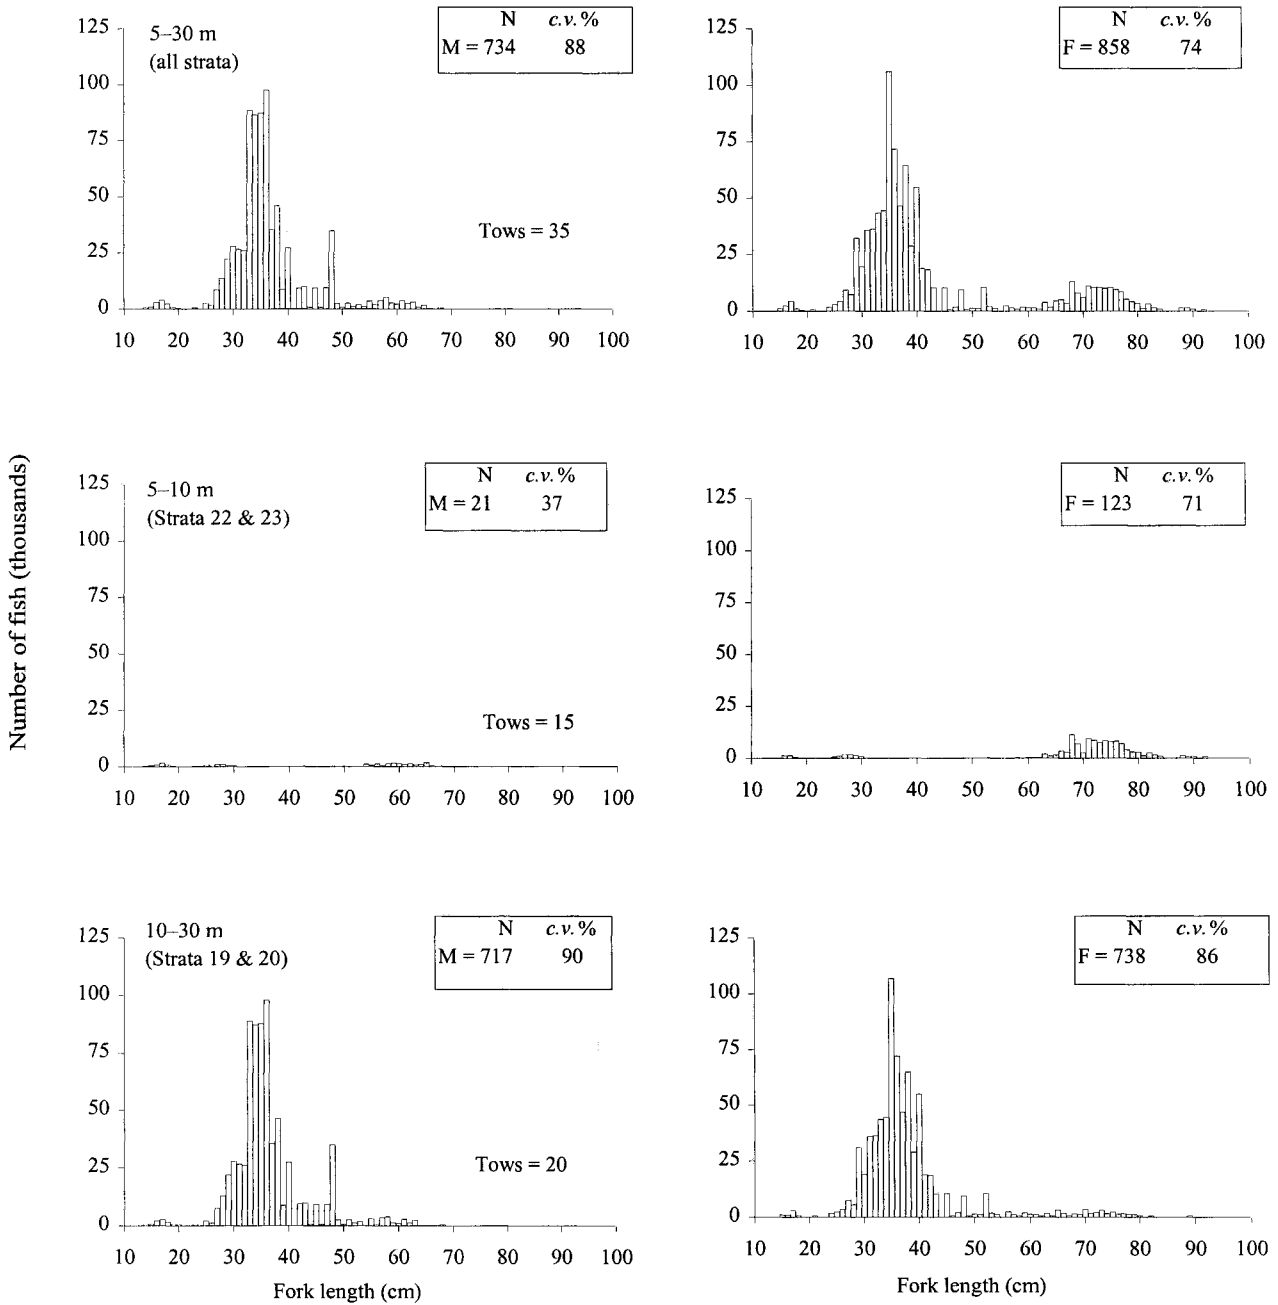 Number of fish (thousands)
5–30 m
(all strata)
N c.v.%
M = 734 88
Tows = 35
125
100
75
50
25
0
10 20 30 40 50 60 70 80 90 100
N c.v.%
F = 858 74
125
100
75
50
25
0
10 20 30 40 50 60 70 80 90 100
5–10 m
(Strata 22 & 23)
N c.v.%
M = 21 37
Tows = 15
125
100
75
50
25
0
10 20 30 40 50 60 70 80 90 100
N c.v.%
F = 123 71
125
100
75
50
25
0
10 20 30 40 50 60 70 80 90 100
10–30 m
(Strata 19 & 20)
N c.v.%
M = 717 90
Tows = 20
125
100
75
50
25
0
10 20 30 40 50 60 70 80 90 100
Fork length (cm)
N c.v.%
F = 738 86
125
100
75
50
25
0
10 20 30 40 50 60 70 80 90 100
Fork length (cm)